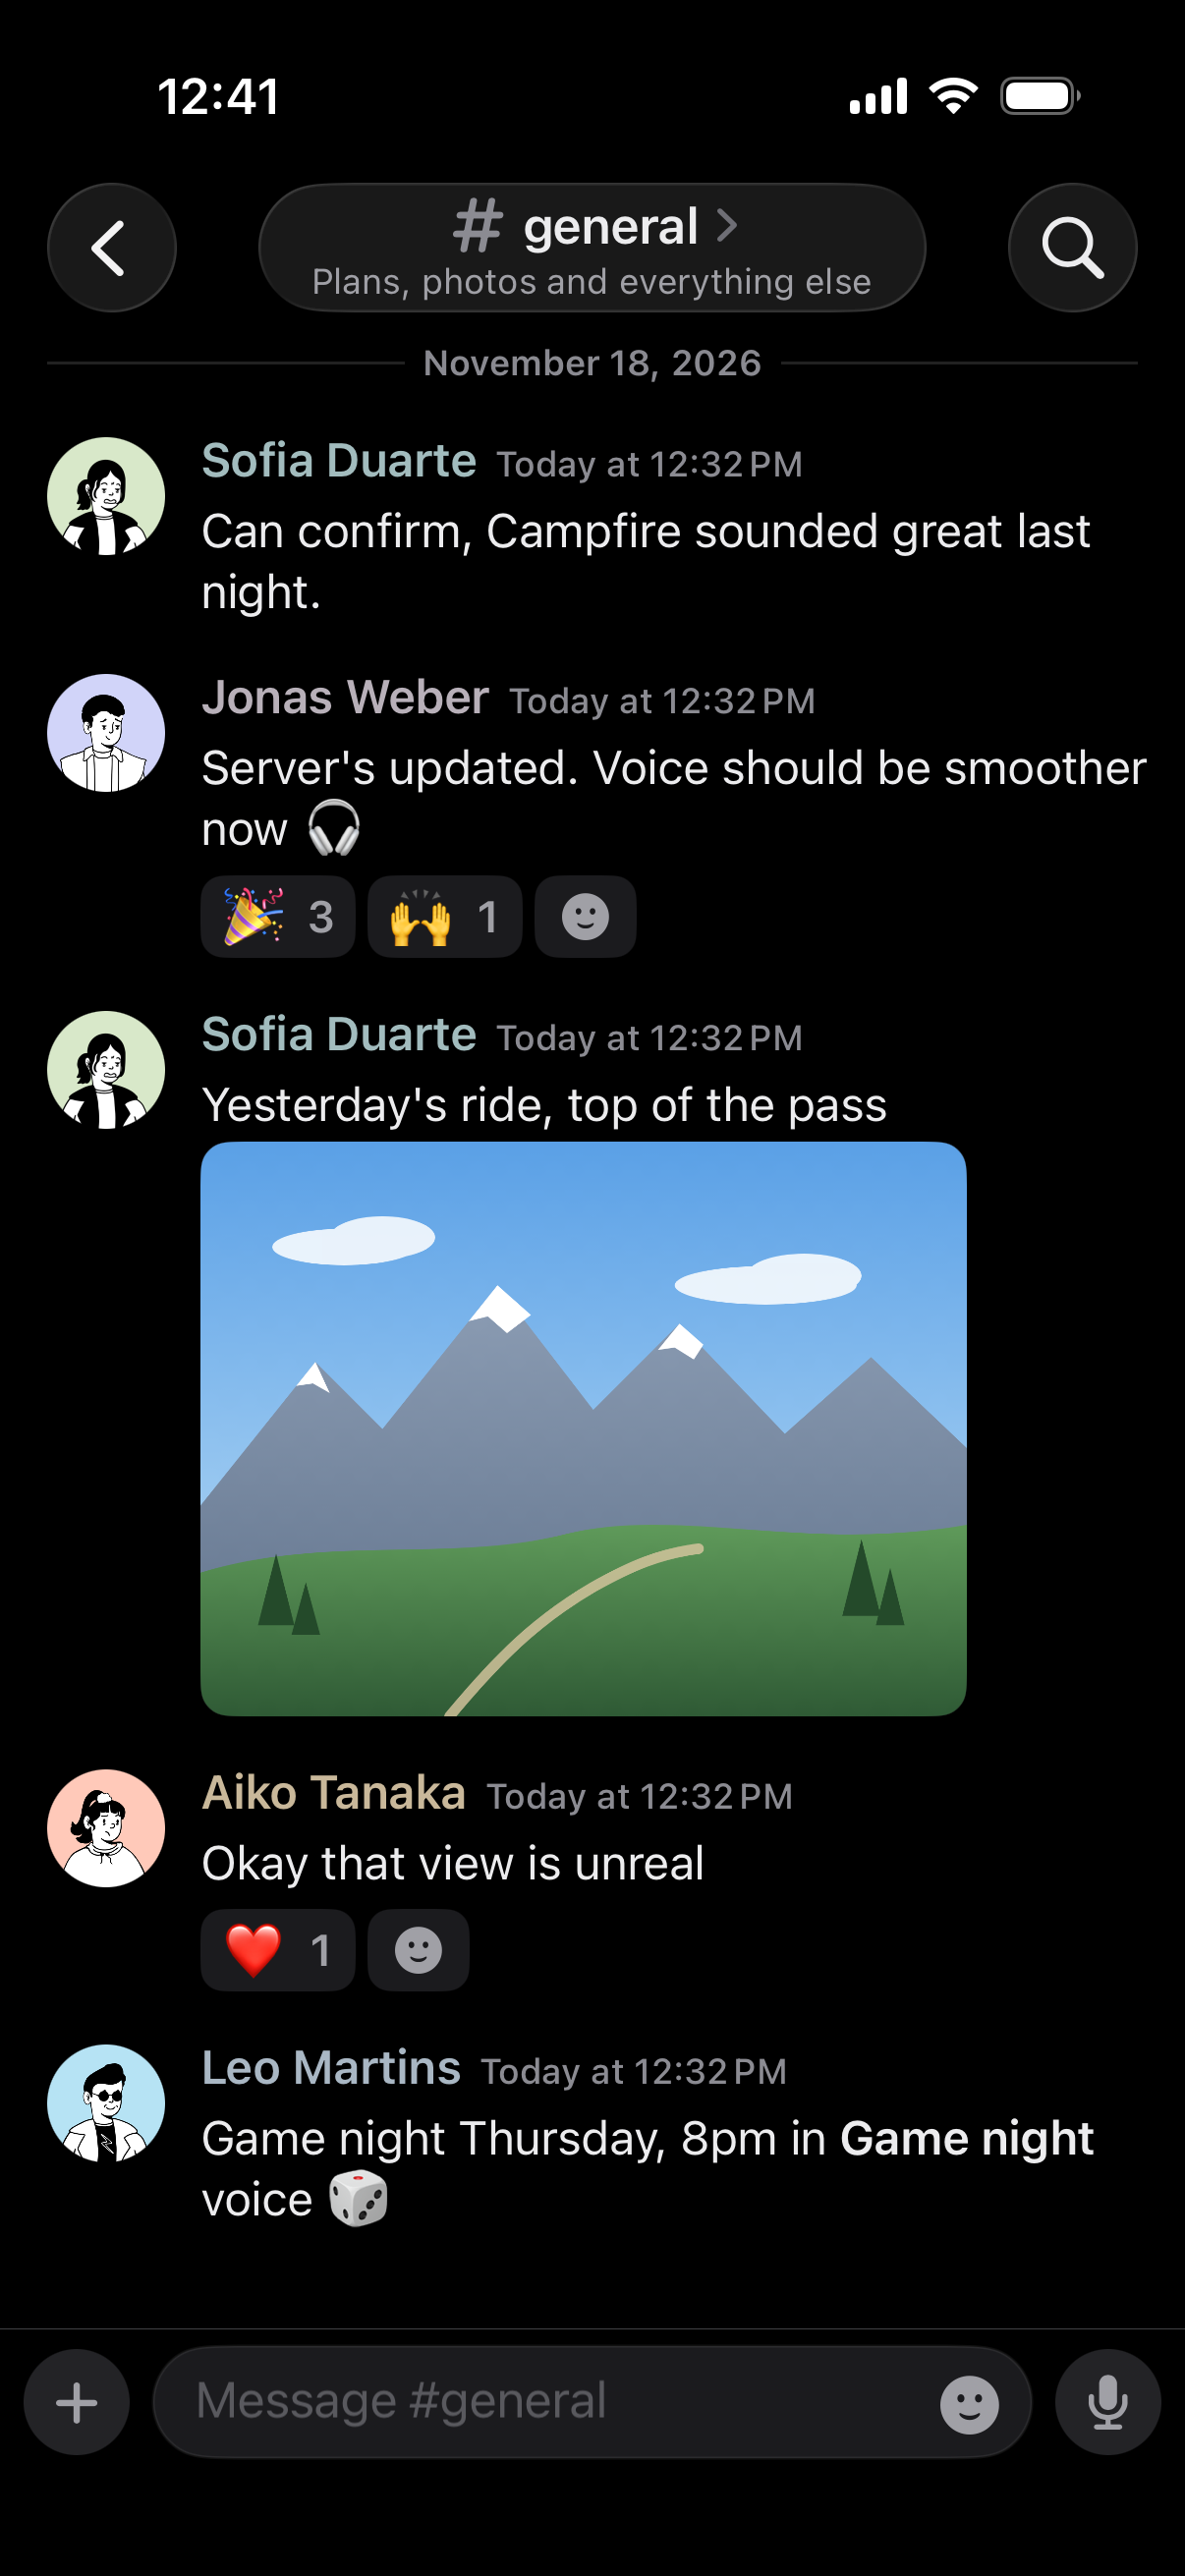 12:41
# general
Plans, photos and everything else
November 18, 2026
Sofia Duarte Today at 12:32 PM
Can confirm, Campfire sounded great last
night.
Jonas Weber Today at 12:32 PM
Server's updated. Voice should be smoother
now 🎧
🎉 3 🙌 1
Sofia Duarte Today at 12:32 PM
Yesterday's ride, top of the pass
Aiko Tanaka Today at 12:32 PM
Okay that view is unreal
❤️ 1
Leo Martins Today at 12:32 PM
Game night Thursday, 8pm in Game night
voice 🎲
Message #general